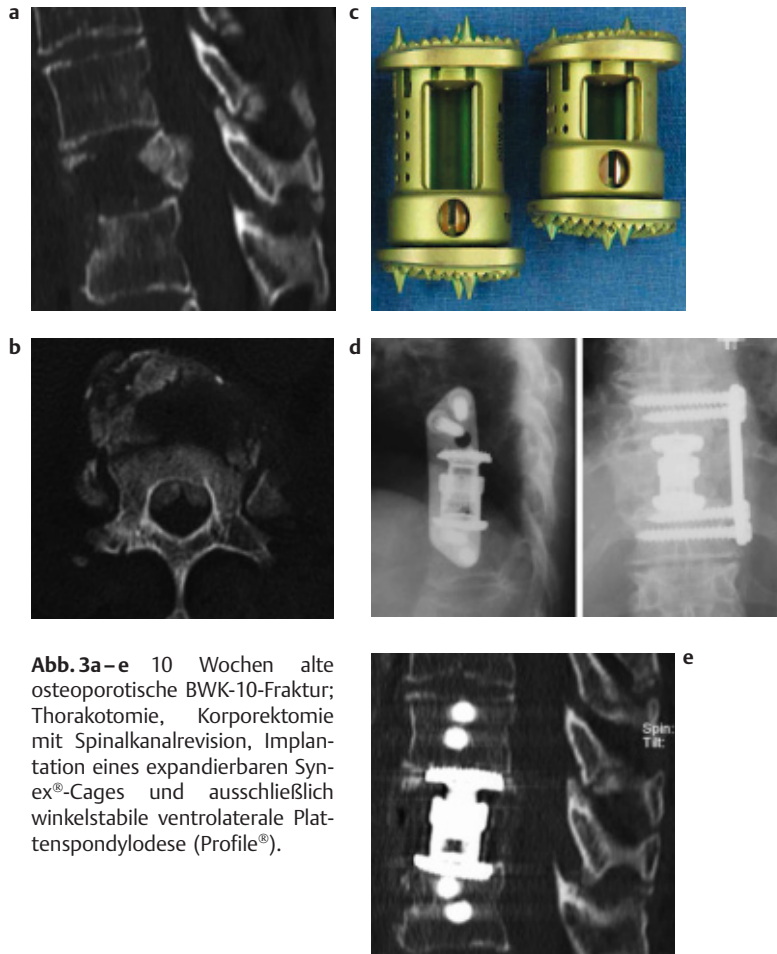 a
c
b
d
Abb. 3a – e 10 Wochen alte
osteoporotische BWK-10-Fraktur;
Thorakotomie, Korporektomie
mit Spinalkanalrevision, Implan-
tation eines expandierbaren Syn-
ex®-Cages und ausschließlich
winkelstabile ventrolaterale Plat-
tenspondylodese (Profile®).
e
Spin:
Tilt: